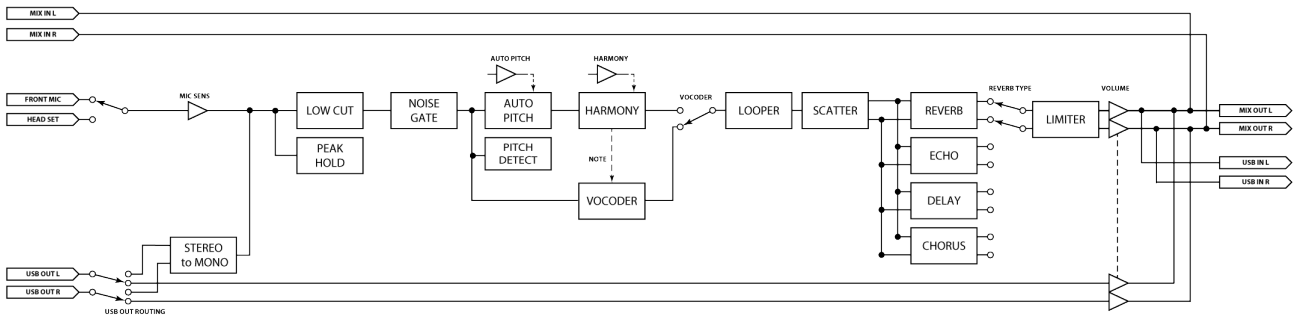 MIX IN L
MIX IN R
AUTO PITCH
HARMONY
FRONT MIC
HEAD SET
MIC SENS
LOW CUT
PEAK
HOLD
NOISE
GATE
AUTO
PITCH
PITCH
DETECT
HARMONY
NOTE
VOCODER
VOCODER
LOOPER
SCATTER
REVERB
ECHO
DELAY
CHORUS
REVERB TYPE
LIMITER
VOLUME
MIX OUT L
MIX OUT R
USB IN L
USB IN R
STEREO
to MONO
USB OUT L
USB OUT R
USB OUT ROUTING